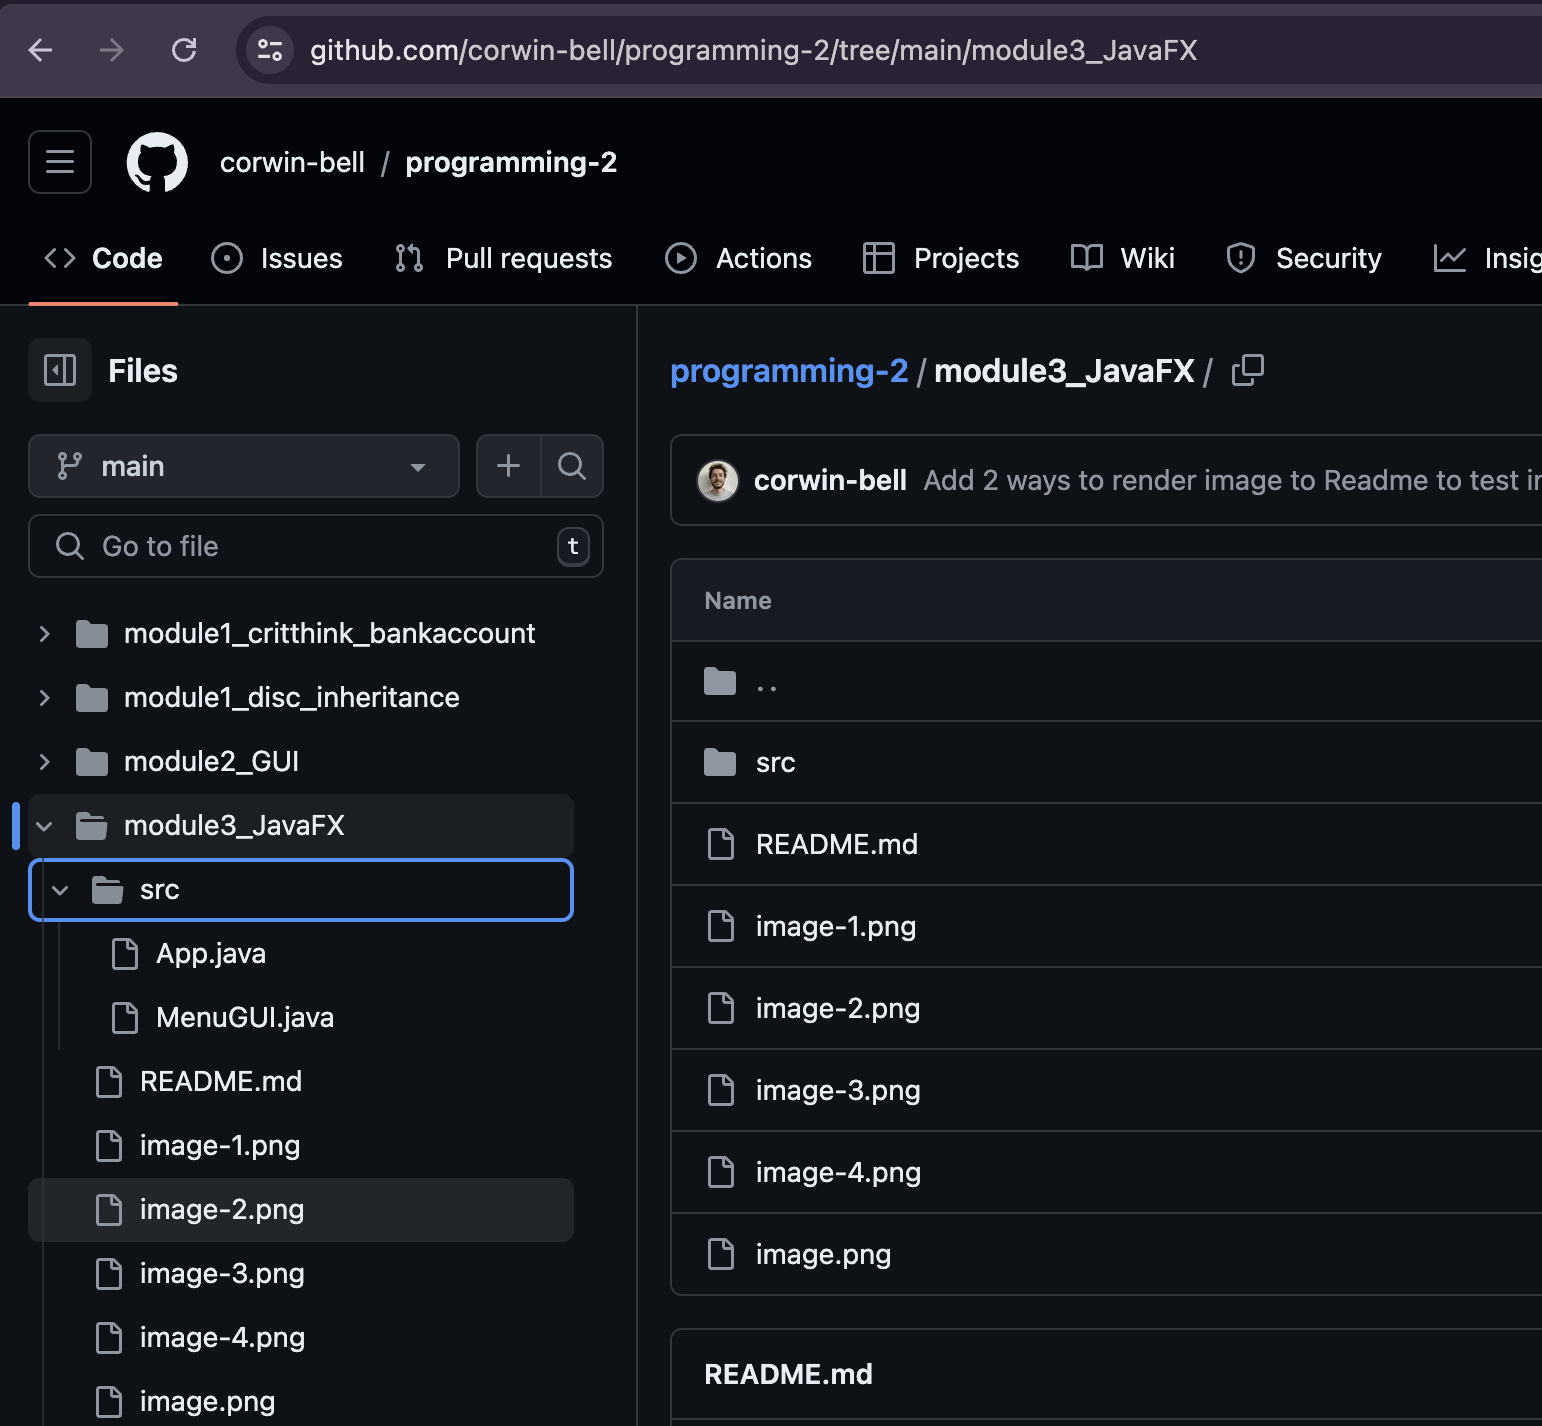 github.com/corwin-bell/programming-2/tree/main/module3_JavaFX
corwin-bell / programming-2
Code Issues Pull requests Actions Projects Wiki Security Insig
Files
main
Go to file t
module1_critthink_bankaccount
module1_disc_inheritance
module2_GUI
module3_JavaFX
src
App.java
MenuGUI.java
README.md
image-1.png
image-2.png
image-3.png
image-4.png
image.png
programming-2 / module3_JavaFX /
corwin-bell Add 2 ways to render image to Readme to test in
Name
..
src
README.md
image-1.png
image-2.png
image-3.png
image-4.png
image.png
README.md